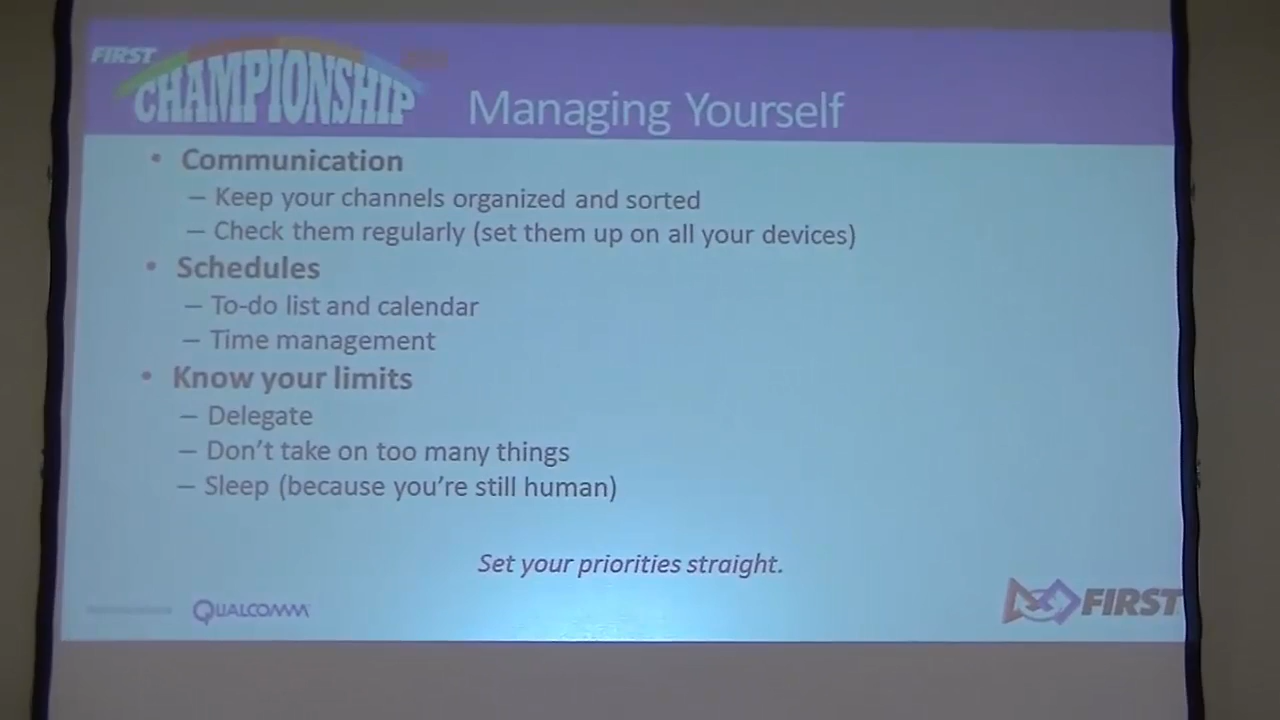 FIRST
CHAMPIONSHIP
Managing Yourself
• Communication
– Keep your channels organized and sorted
– Check them regularly (set them up on all your devices)
• Schedules
– To-do list and calendar
– Time management
• Know your limits
– Delegate
– Don't take on too many things
– Sleep (because you're still human)
Set your priorities straight.
QUALCOMM
FIRST